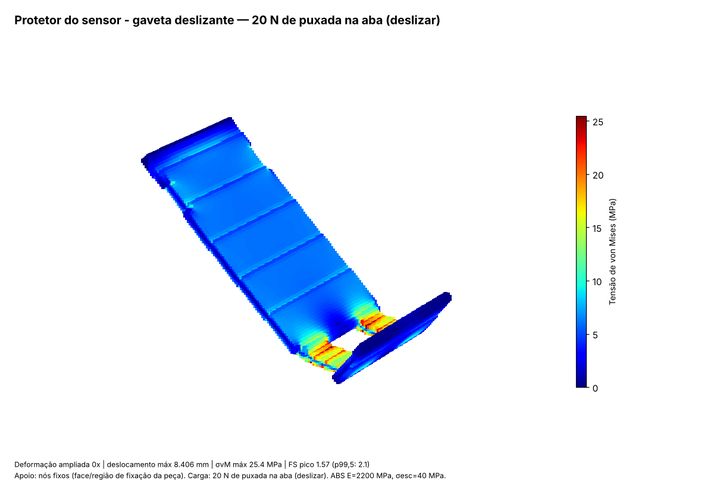 Protetor do sensor - gaveta deslizante — 20 N de puxada na aba (deslizar)
25
20
15
10
5
0
Tensão de von Mises (MPa)
Deformação ampliada 0x | deslocamento máx 8.406 mm | σvM máx 25.4 MPa | FS pico 1.57 (p99,5: 2.1)
Apoio: nós fixos (face/região de fixação da peça). Carga: 20 N de puxada na aba (deslizar). ABS E=2200 MPa, σesc=40 MPa.